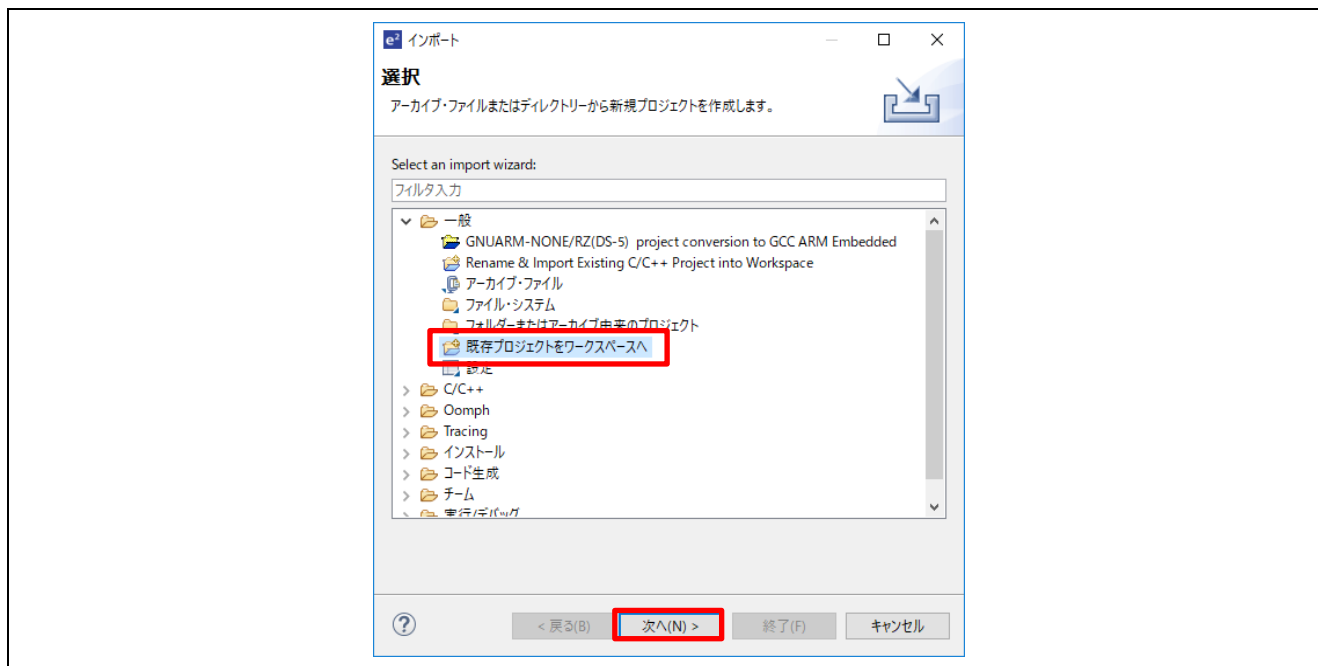 e² インポート
選択
アーカイブ・ファイルまたはディレクトリーから新規プロジェクトを作成します。
Select an import wizard:
フィルタ入力
一般
GNUARM-NONE/RZ(DS-5) project conversion to GCC ARM Embedded
Rename & Import Existing C/C++ Project into Workspace
アーカイブ・ファイル
ファイル・システム
フォルダーまたはアーカイブ由来のプロジェクト
既存プロジェクトをワークスペースへ
設定
C/C++
Oomph
Tracing
インストール
コード生成
チーム
実行/デバッグ
< 戻る(B) 次へ(N) > 終了(F) キャンセル